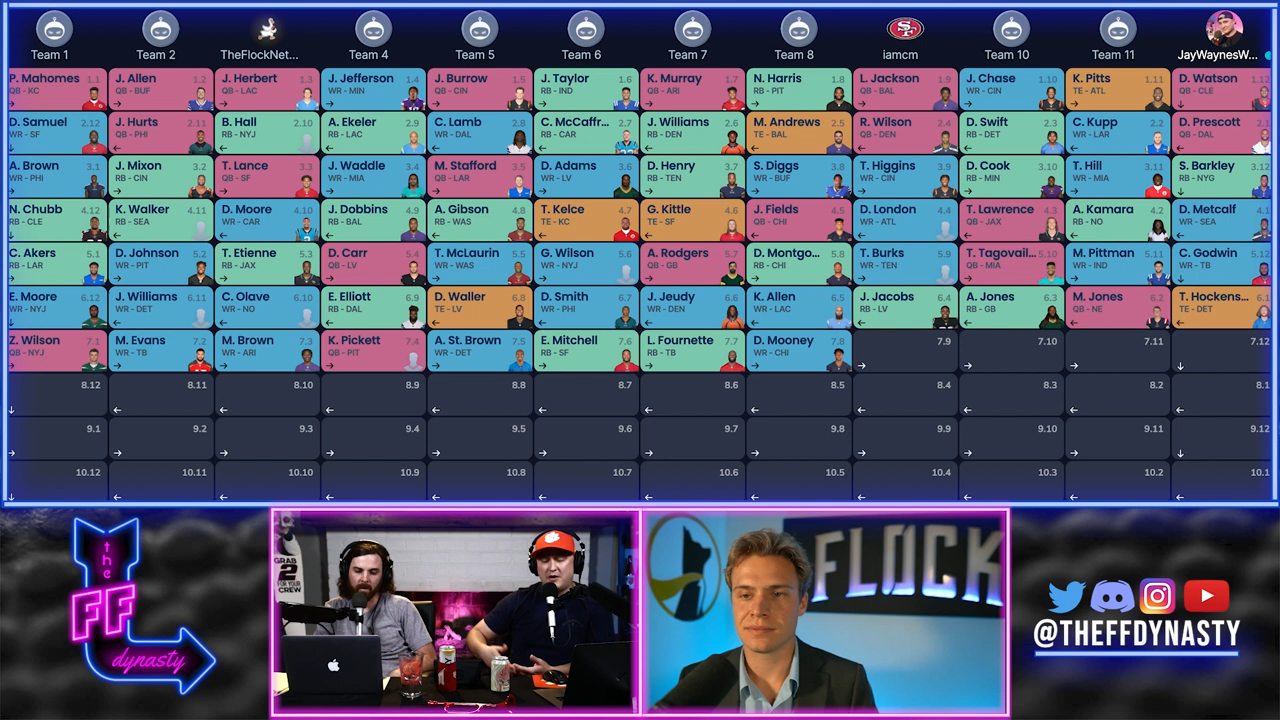 Team 1
Team 2
TheFlockNet...
Team 4
Team 5
Team 6
Team 7
Team 8
iamcm
Team 10
Team 11
JayWaynesW...
P. Mahomes 1.1
QB - KC
J. Allen 1.2
QB - BUF
J. Herbert 1.3
QB - LAC
J. Jefferson 1.4
WR - MIN
J. Burrow 1.5
QB - CIN
J. Taylor 1.6
RB - IND
K. Murray 1.7
QB - ARI
N. Harris 1.8
RB - PIT
L. Jackson 1.9
QB - BAL
J. Chase 1.10
WR - CIN
K. Pitts 1.11
TE - ATL
D. Watson 1.12
QB - CLE
D. Samuel 2.12
WR - SF
J. Hurts 2.11
QB - PHI
B. Hall 2.10
RB - NYJ
A. Ekeler 2.9
RB - LAC
C. Lamb 2.8
WR - DAL
C. McCaffr... 2.7
RB - CAR
J. Williams 2.6
RB - DEN
M. Andrews 2.5
TE - BAL
R. Wilson 2.4
QB - DEN
D. Swift 2.3
RB - DET
C. Kupp 2.2
WR - LAR
D. Prescott 2.1
QB - DAL
A. Brown 3.1
WR - PHI
J. Mixon 3.2
RB - CIN
T. Lance 3.3
QB - SF
J. Waddle 3.4
WR - MIA
M. Stafford 3.5
QB - LAR
D. Adams 3.6
WR - LV
D. Henry 3.7
RB - TEN
S. Diggs 3.8
WR - BUF
T. Higgins 3.9
WR - CIN
D. Cook 3.10
RB - MIN
T. Hill 3.11
WR - MIA
S. Barkley 3.12
RB - NYG
N. Chubb 4.12
RB - CLE
K. Walker 4.11
RB - SEA
D. Moore 4.10
WR - CAR
J. Dobbins 4.9
RB - BAL
A. Gibson 4.8
RB - WAS
T. Kelce 4.7
TE - KC
G. Kittle 4.6
TE - SF
J. Fields 4.5
QB - CHI
D. London 4.4
WR - ATL
T. Lawrence 4.3
QB - JAX
A. Kamara 4.2
RB - NO
D. Metcalf 4.1
WR - SEA
C. Akers 5.1
RB - LAR
D. Johnson 5.2
WR - PIT
T. Etienne 5.3
RB - JAX
D. Carr 5.4
QB - LV
T. McLaurin 5.5
WR - WAS
G. Wilson 5.6
WR - NYJ
A. Rodgers 5.7
QB - GB
D. Montgo... 5.8
RB - CHI
T. Burks 5.9
WR - TEN
T. Tagovail... 5.10
QB - MIA
M. Pittman 5.11
WR - IND
C. Godwin 5.12
WR - TB
E. Moore 6.12
WR - NYJ
J. Williams 6.11
WR - DET
C. Olave 6.10
WR - NO
E. Elliott 6.9
RB - DAL
D. Waller 6.8
TE - LV
D. Smith 6.7
WR - PHI
J. Jeudy 6.6
WR - DEN
K. Allen 6.5
WR - LAC
J. Jacobs 6.4
RB - LV
A. Jones 6.3
RB - GB
M. Jones 6.2
QB - NE
T. Hockens... 6.1
TE - DET
Z. Wilson 7.1
QB - NYJ
M. Evans 7.2
WR - TB
M. Brown 7.3
WR - ARI
K. Pickett 7.4
QB - PIT
A. St. Brown 7.5
WR - DET
E. Mitchell 7.6
RB - SF
L. Fournette 7.7
RB - TB
D. Mooney 7.8
WR - CHI
7.9
7.10
7.11
7.12
8.12
8.11
8.10
8.9
8.8
8.7
8.6
8.5
8.4
8.3
8.2
8.1
9.1
9.2
9.3
9.4
9.5
9.6
9.7
9.8
9.9
9.10
9.11
9.12
10.12
10.11
10.10
10.9
10.8
10.7
10.6
10.5
10.4
10.3
10.2
10.1
the
FF
dynasty
GRAB
2
FOR YOUR
CREW
FLOCK
@THEFFDYNASTY